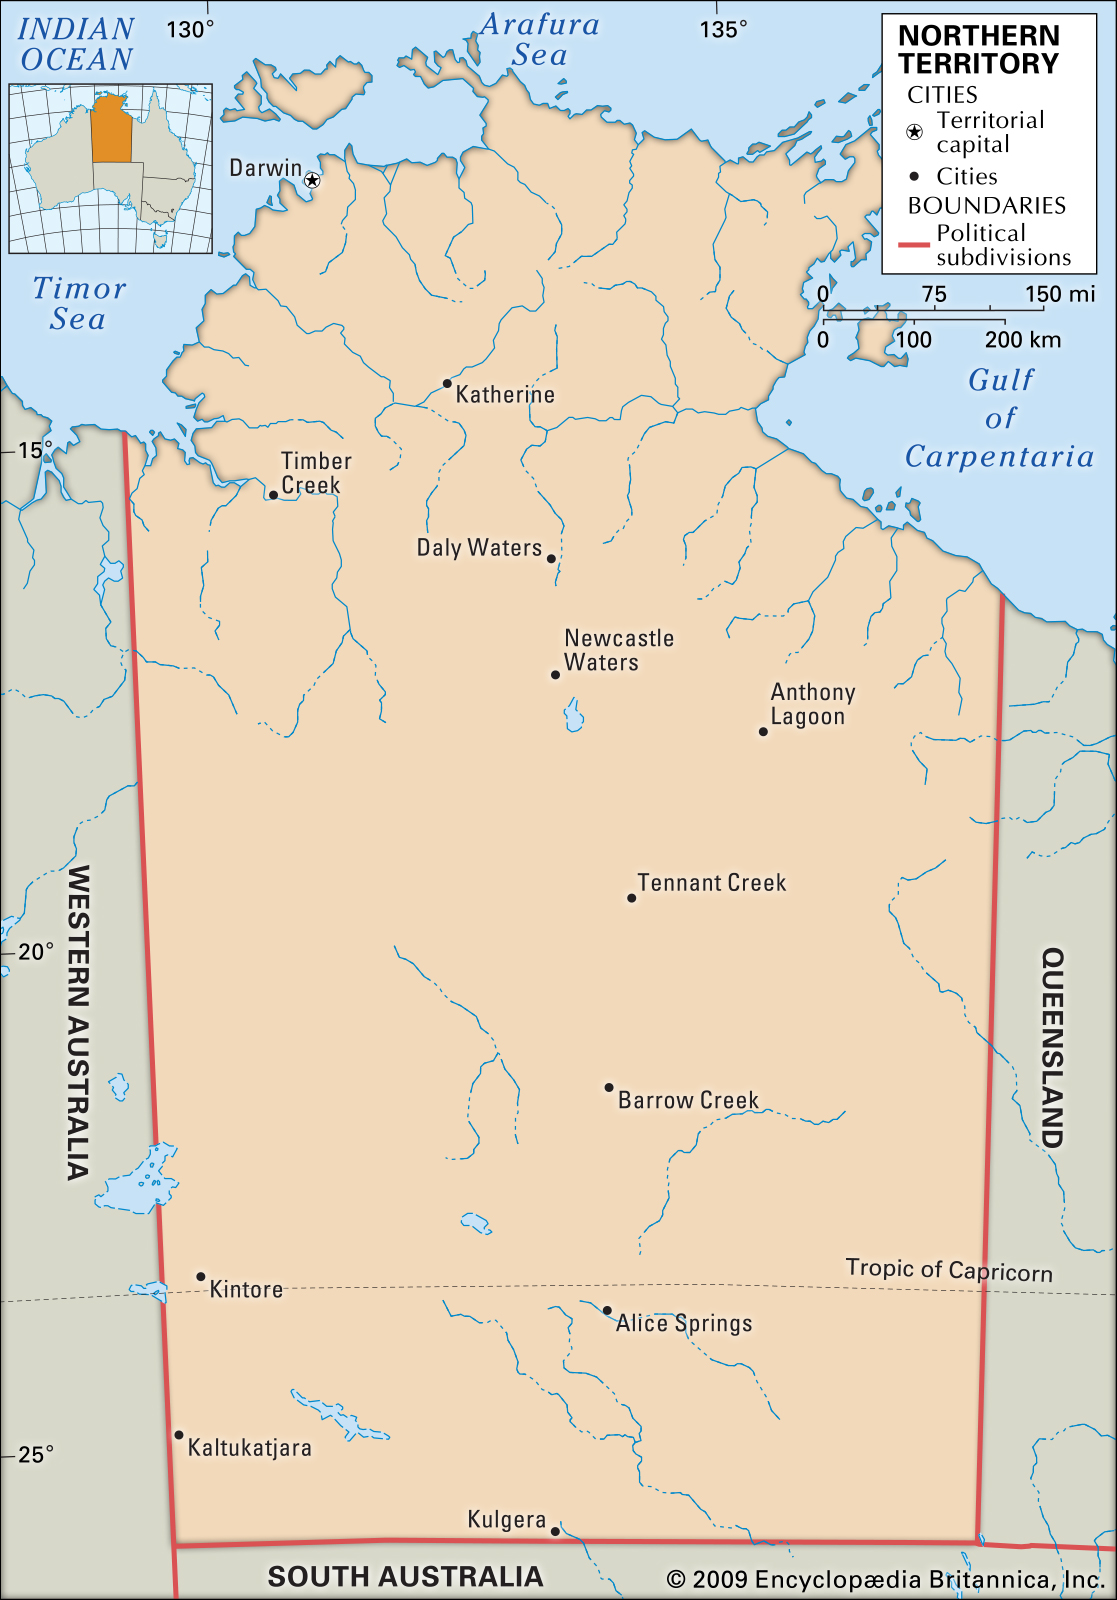 INDIAN
OCEAN
130°
Arafura
Sea
135°
NORTHERN
TERRITORY
CITIES
Territorial
capital
Cities
BOUNDARIES
Political
subdivisions
Darwin
Timor
Sea
0 75 150 mi
0 100 200 km
Katherine
Gulf
of
Carpentaria
15°
Timber
Creek
Daly Waters
Newcastle
Waters
Anthony
Lagoon
Tennant Creek
WESTERN AUSTRALIA
20°
QUEENSLAND
Barrow Creek
Tropic of Capricorn
Kintore
Alice Springs
25°
Kaltukatjara
Kulgera
SOUTH AUSTRALIA
© 2009 Encyclopædia Britannica, Inc.